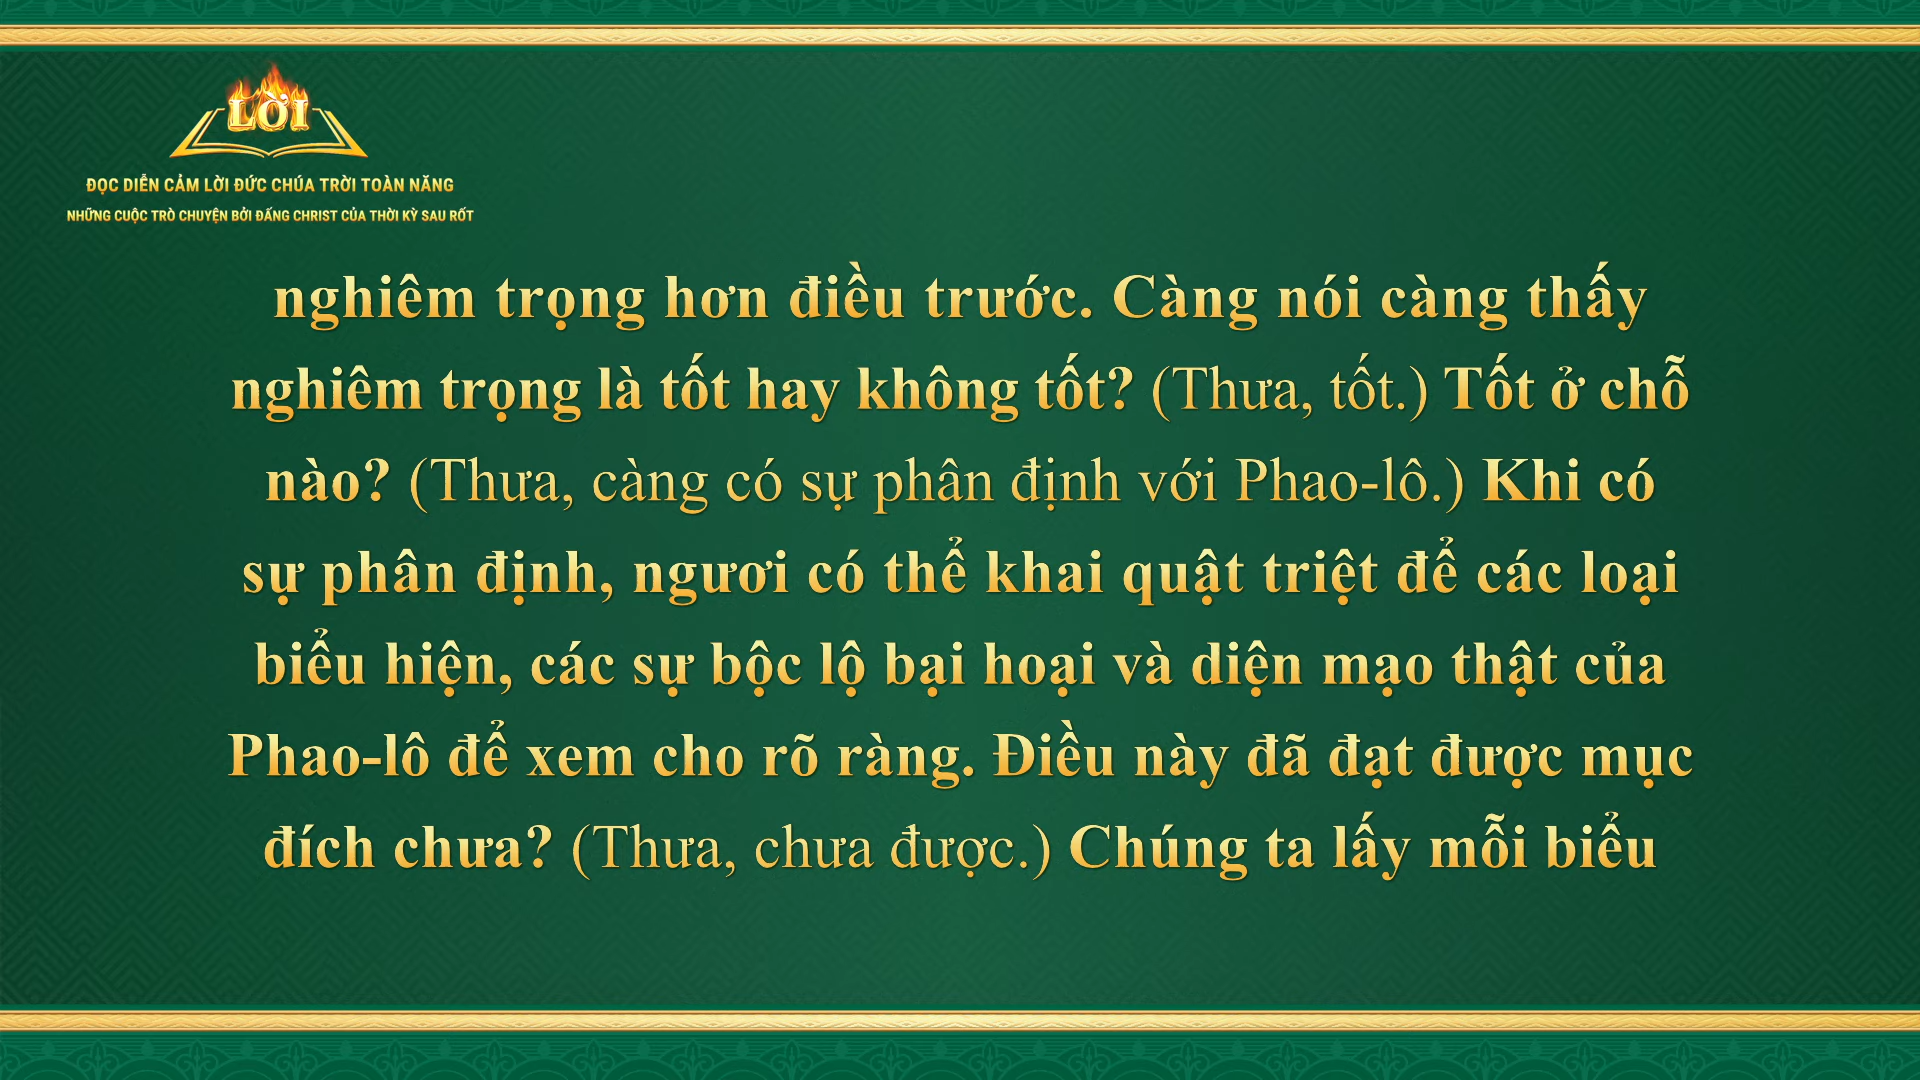 LỜI
ĐỌC DIỄN CẢM LỜI ĐỨC CHÚA TRỜI TOÀN NĂNG
NHỮNG CUỘC TRÒ CHUYỆN BỞI ĐẤNG CHRIST CỦA THỜI KỲ SAU RỐT
nghiêm trọng hơn điều trước. Càng nói càng thấy
nghiêm trọng là tốt hay không tốt? (Thưa, tốt.) Tốt ở chỗ
nào? (Thưa, càng có sự phân định với Phao-lô.) Khi có
sự phân định, ngươi có thể khai quật triệt để các loại
biểu hiện, các sự bộc lộ bại hoại và diện mạo thật của
Phao-lô để xem cho rõ ràng. Điều này đã đạt được mục
đích chưa? (Thưa, chưa được.) Chúng ta lấy mỗi biểu